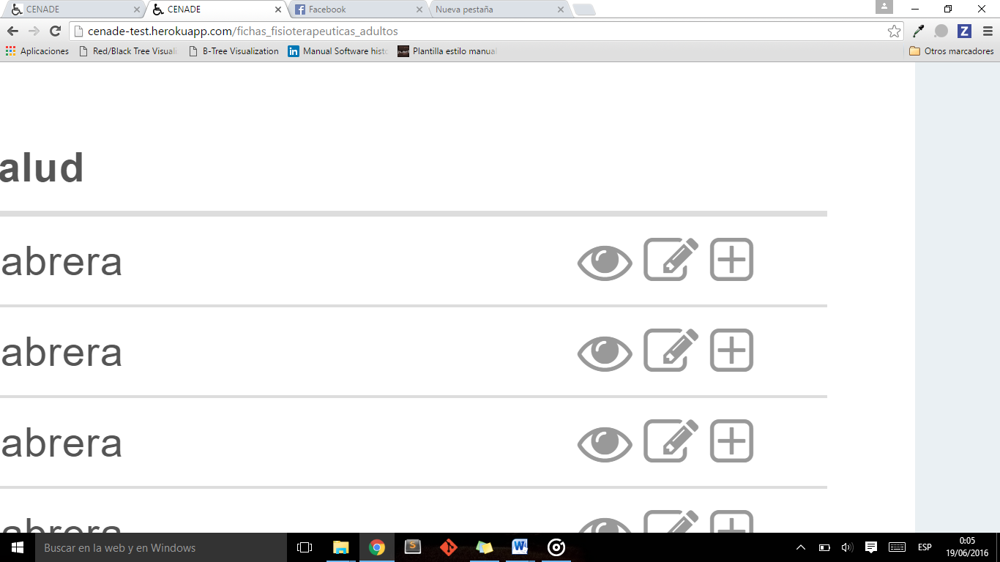 CENADE
CENADE
Facebook
Nueva pestaña
cenade-test.herokuapp.com/fichas_fisioterapeuticas_adultos
Aplicaciones
Red/Black Tree Visuali
B-Tree Visualization
Manual Software histo
Plantilla estilo manual
Otros marcadores
alud
abrera
abrera
abrera
abrera
Buscar en la web y en Windows
ESP
0:05
19/06/2016